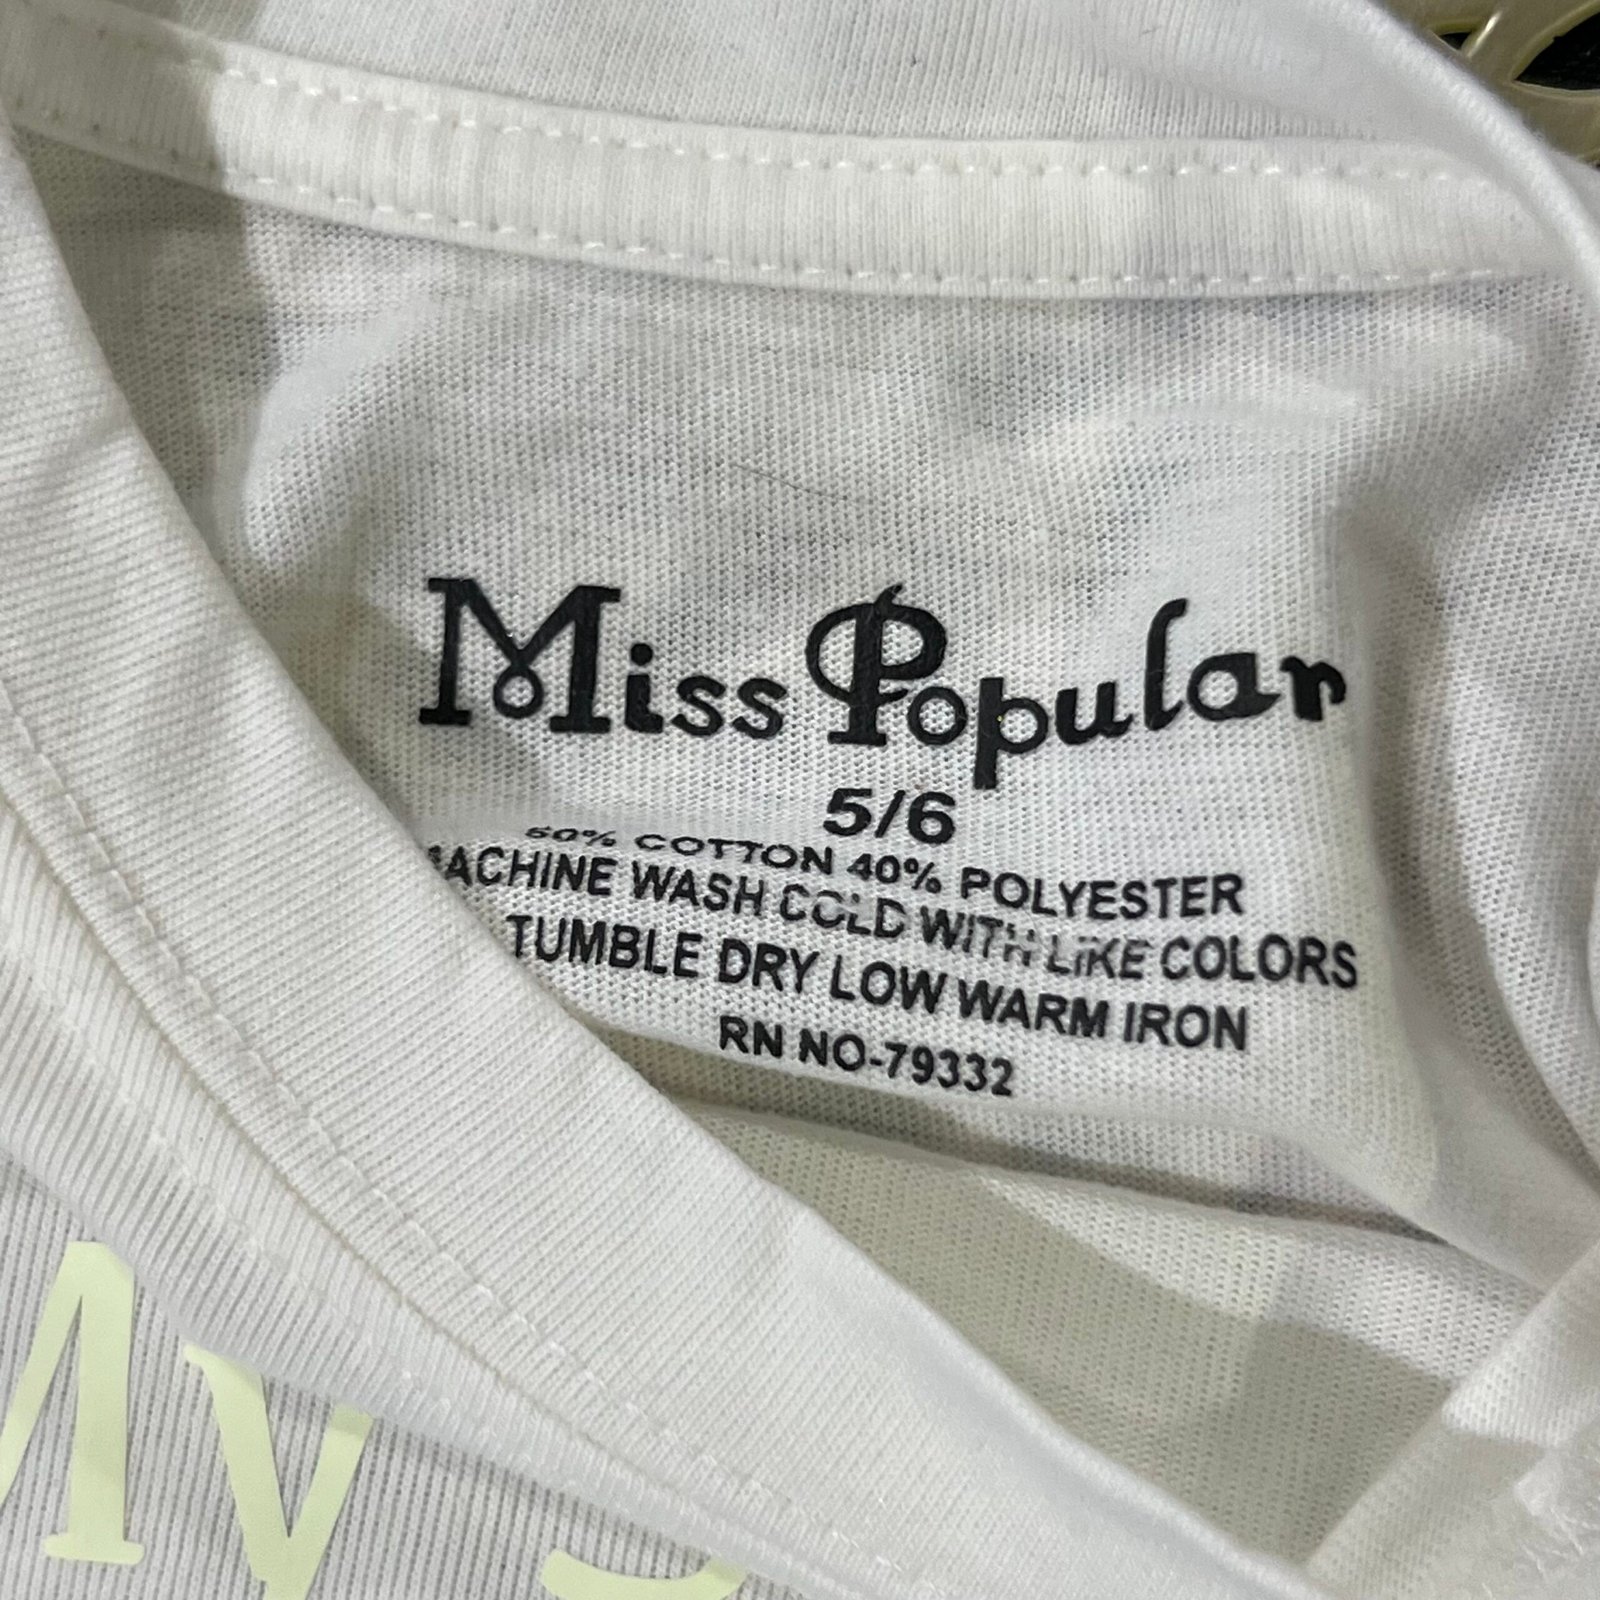 Miss Popular
5/6
60% COTTON 40% POLYESTER
MACHINE WASH COLD WITH LIKE COLORS
TUMBLE DRY LOW WARM IRON
RN NO-79332
My